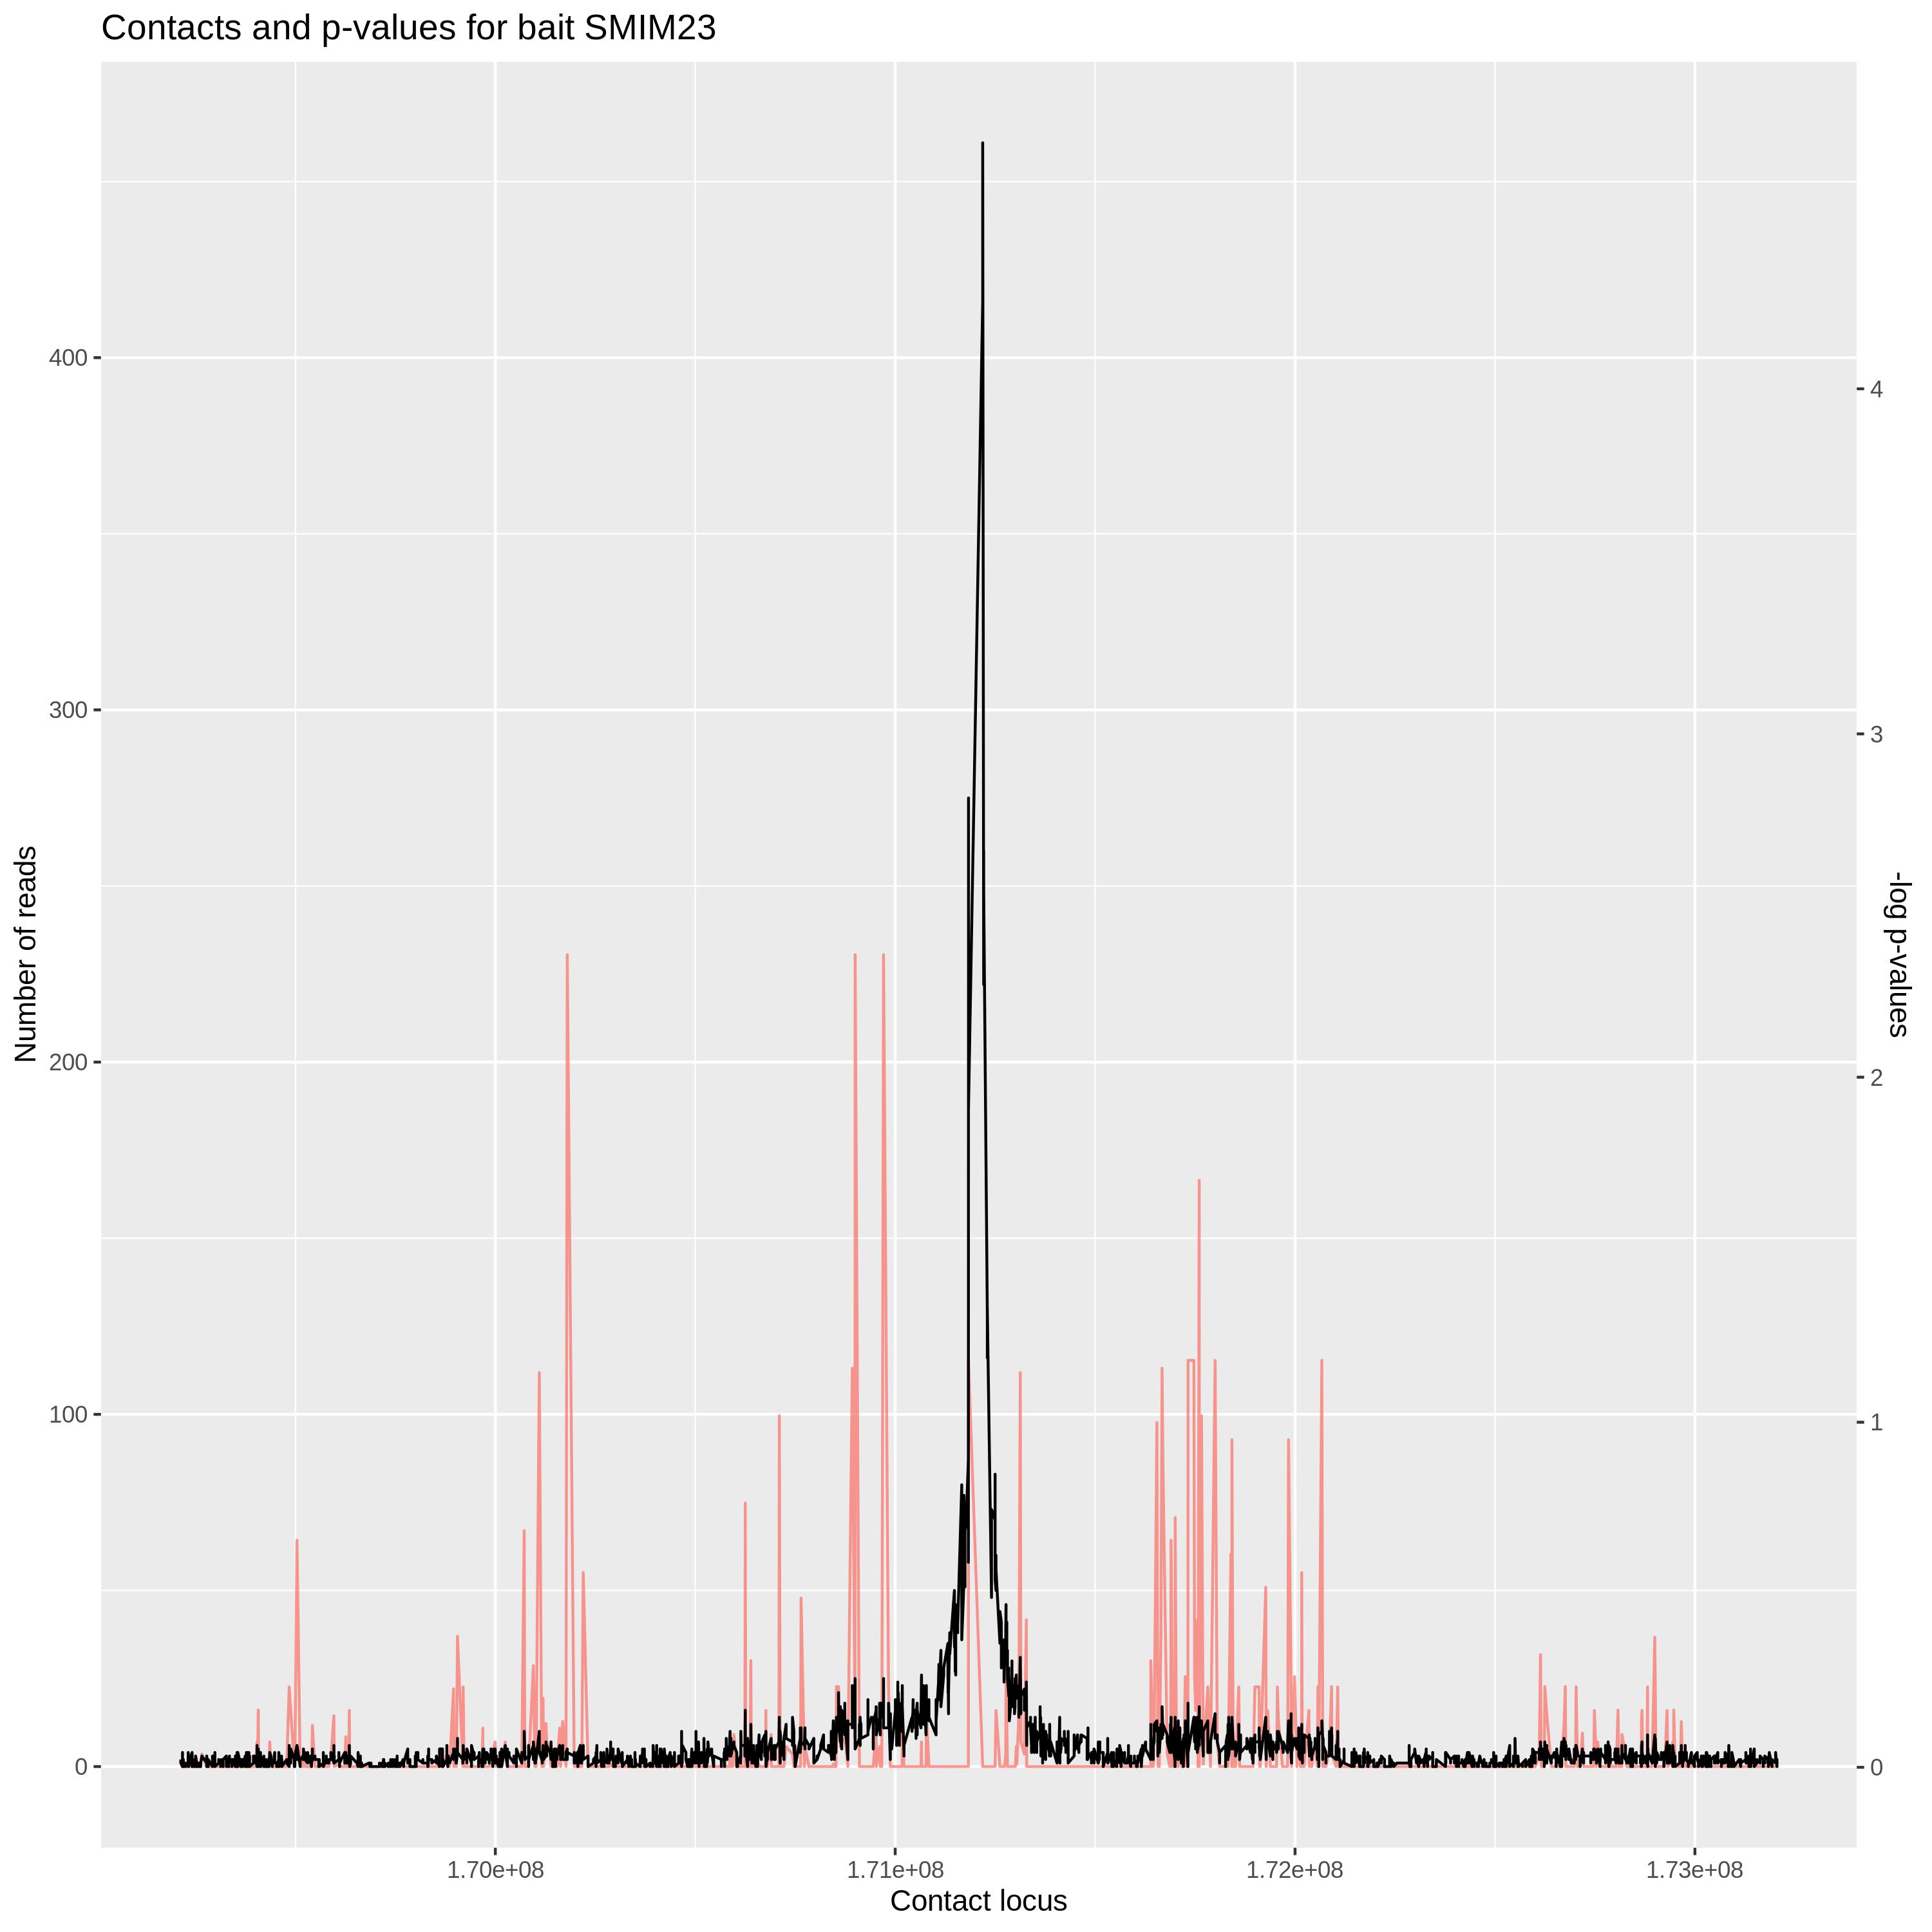 Contacts and p-values for bait SMIM23
Number of reads
400
300
200
100
0
-log p-values
4
3
2
1
0
1.70e+08
1.71e+08
1.72e+08
1.73e+08
Contact locus